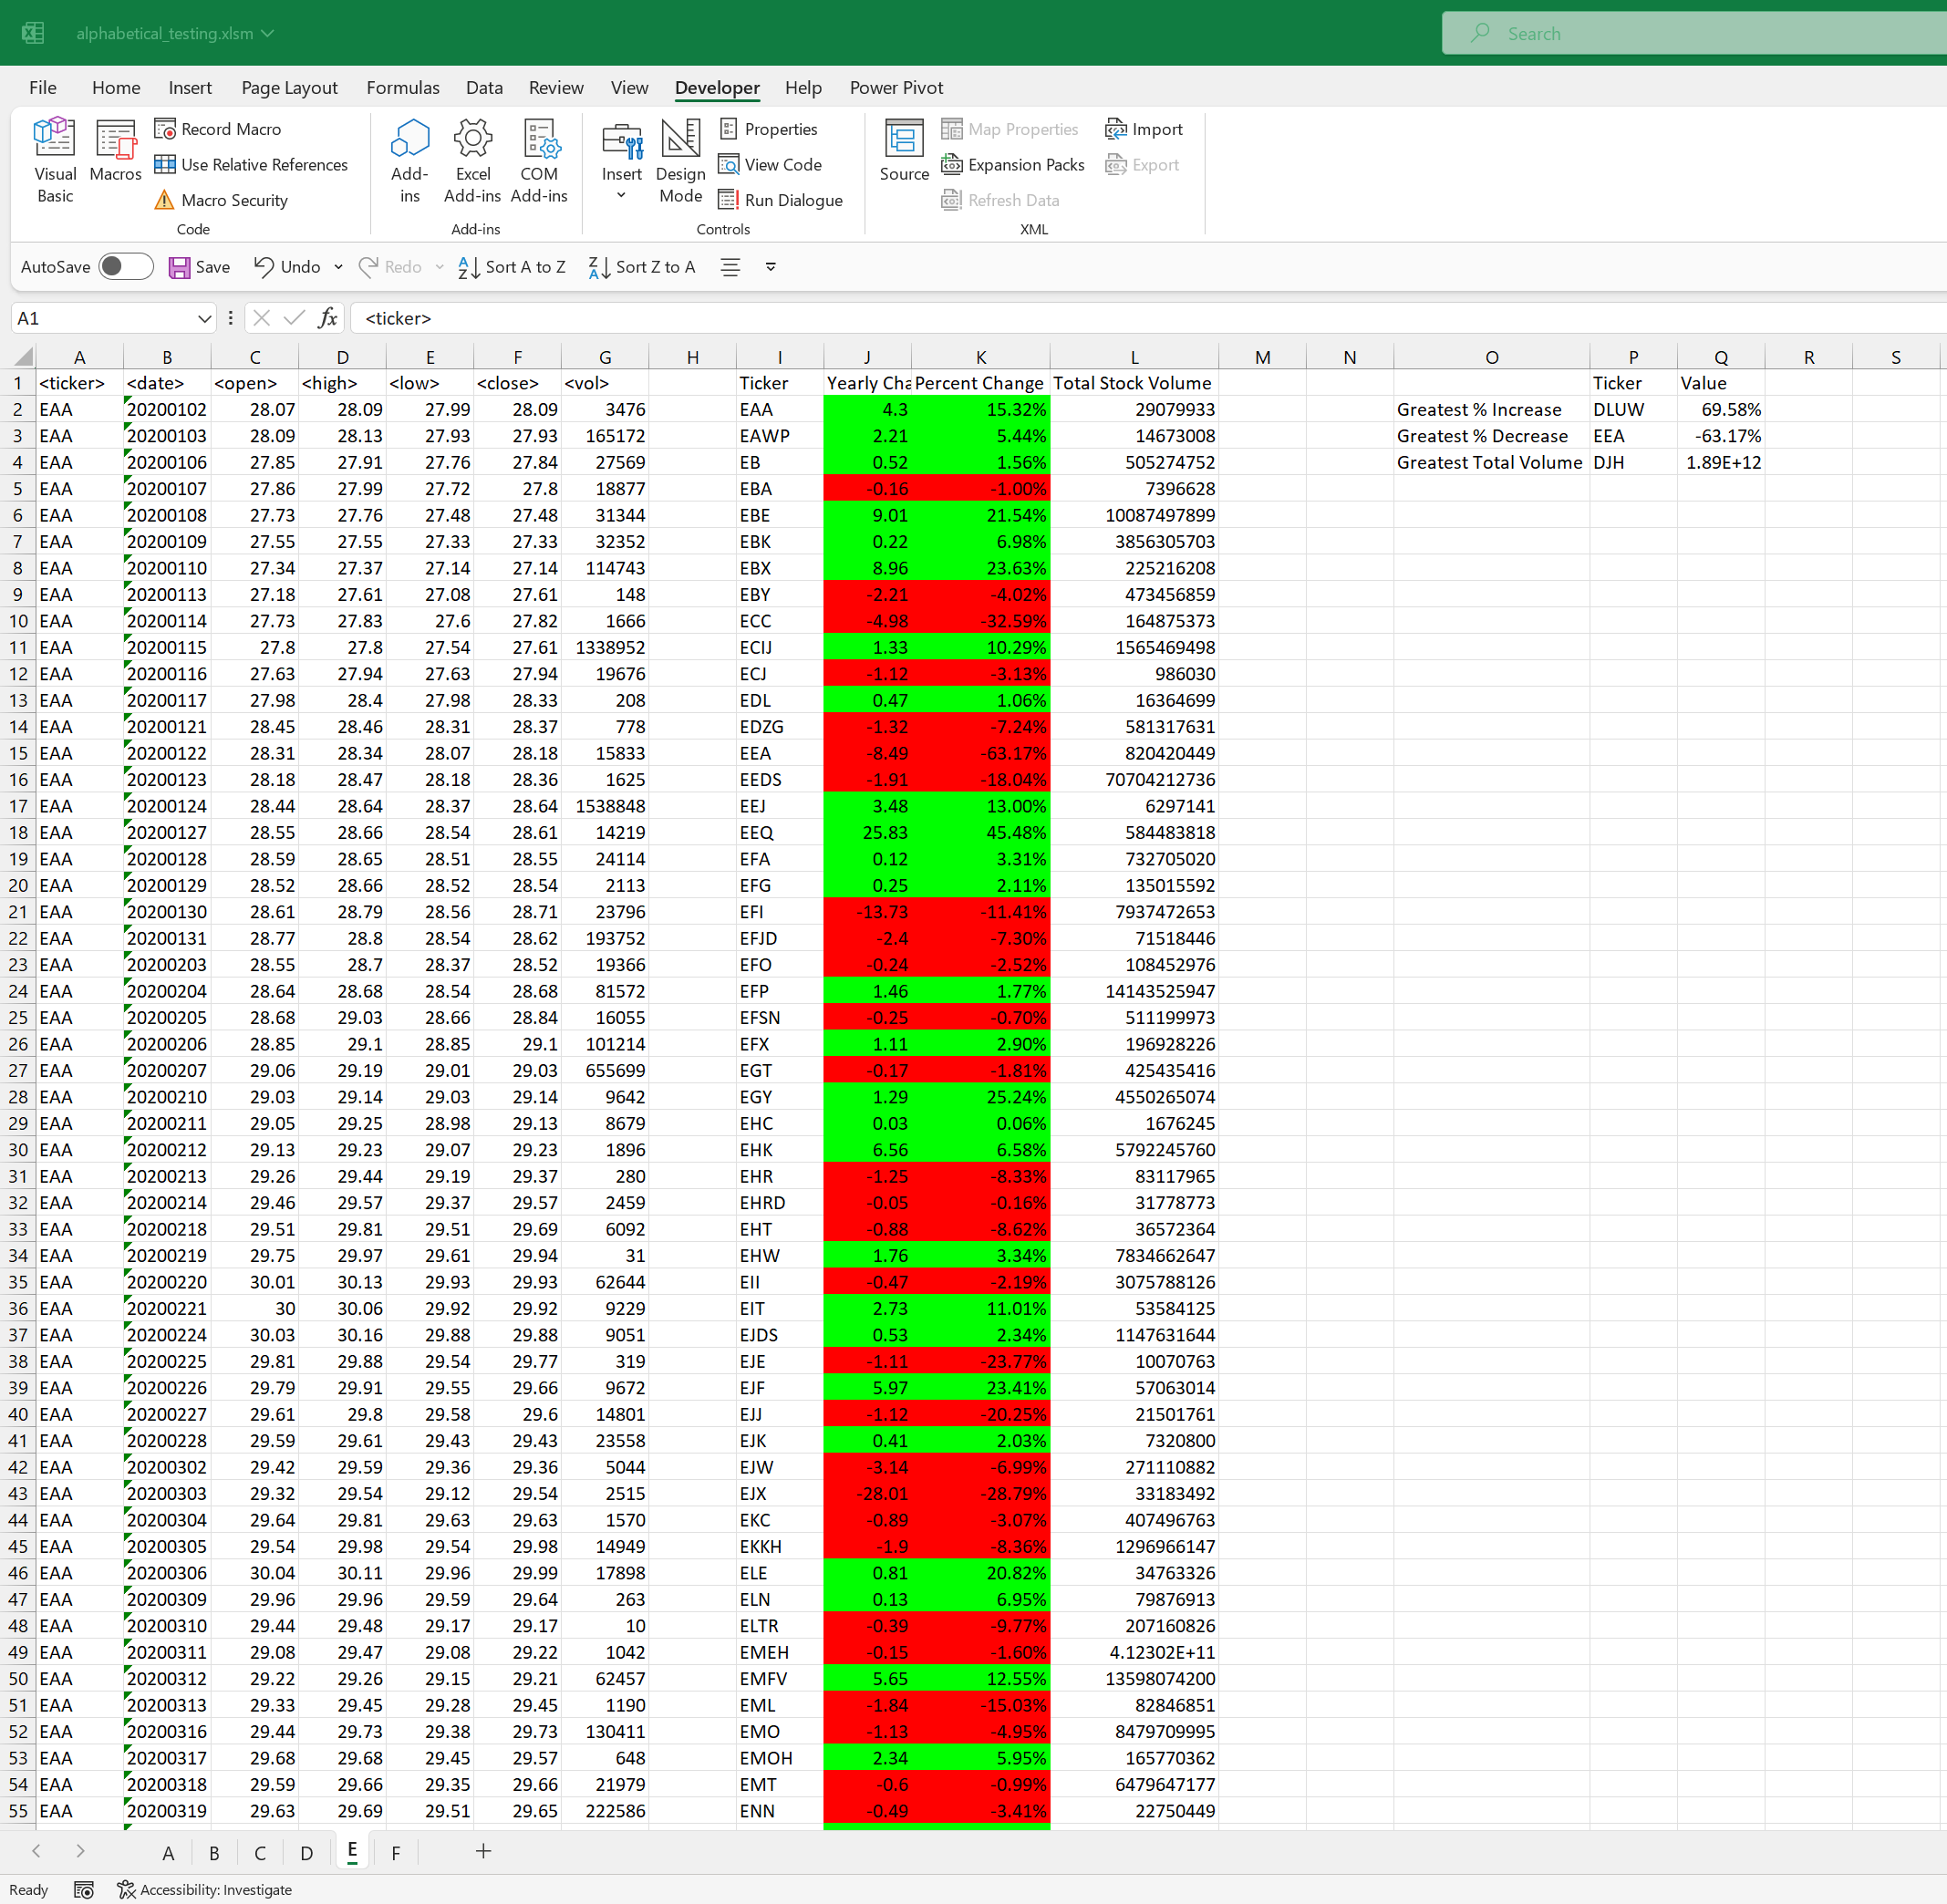 alphabetical_testing.xlsm
Search
File Home Insert Page Layout Formulas Data Review View Developer Help Power Pivot
Visual Basic
Macros
Record Macro
Use Relative References
Macro Security
Code
Add-ins
Excel Add-ins
COM Add-ins
Add-ins
Insert
Design Mode
Properties
View Code
Run Dialogue
Controls
Source
Map Properties
Expansion Packs
Refresh Data
Import
Export
XML
AutoSave Save Undo Redo Sort A to Z Sort Z to A
A1 fx <ticker>
A B C D E F G H I J K L M N O P Q R S
1 <ticker> <date> <open> <high> <low> <close> <vol> Ticker Yearly Cha Percent Change Total Stock Volume Ticker Value
2 EAA 20200102 28.07 28.09 27.99 28.09 3476 EAA 4.3 15.32% 29079933 Greatest % Increase DLUW 69.58%
3 EAA 20200103 28.09 28.13 27.93 27.93 165172 EAWP 2.21 5.44% 14673008 Greatest % Decrease EEA -63.17%
4 EAA 20200106 27.85 27.91 27.76 27.84 27569 EB 0.52 1.56% 505274752 Greatest Total Volume DJH 1.89E+12
5 EAA 20200107 27.86 27.99 27.72 27.8 18877 EBA -0.16 -1.00% 7396628
6 EAA 20200108 27.73 27.76 27.48 27.48 31344 EBE 9.01 21.54% 10087497899
7 EAA 20200109 27.55 27.55 27.33 27.33 32352 EBK 0.22 6.98% 3856305703
8 EAA 20200110 27.34 27.37 27.14 27.14 114743 EBX 8.96 23.63% 225216208
9 EAA 20200113 27.18 27.61 27.08 27.61 148 EBY -2.21 -4.02% 473456859
10 EAA 20200114 27.73 27.83 27.6 27.82 1666 ECC -4.98 -32.59% 164875373
11 EAA 20200115 27.8 27.8 27.54 27.61 1338952 ECIJ 1.33 10.29% 1565469498
12 EAA 20200116 27.63 27.94 27.63 27.94 19676 ECJ -1.12 -3.13% 986030
13 EAA 20200117 27.98 28.4 27.98 28.33 208 EDL 0.47 1.06% 16364699
14 EAA 20200121 28.45 28.46 28.31 28.37 778 EDZG -1.32 -7.24% 581317631
15 EAA 20200122 28.31 28.34 28.07 28.18 15833 EEA -8.49 -63.17% 820420449
16 EAA 20200123 28.18 28.47 28.18 28.36 1625 EEDS -1.91 -18.04% 70704212736
17 EAA 20200124 28.44 28.64 28.37 28.64 1538848 EEJ 3.48 13.00% 6297141
18 EAA 20200127 28.55 28.66 28.54 28.61 14219 EEQ 25.83 45.48% 584483818
19 EAA 20200128 28.59 28.65 28.51 28.55 24114 EFA 0.12 3.31% 732705020
20 EAA 20200129 28.52 28.66 28.52 28.54 2113 EFG 0.25 2.11% 135015592
21 EAA 20200130 28.61 28.79 28.56 28.71 23796 EFI -13.73 -11.41% 7937472653
22 EAA 20200131 28.77 28.8 28.54 28.62 193752 EFJD -2.4 -7.30% 71518446
23 EAA 20200203 28.55 28.7 28.37 28.52 19366 EFO -0.24 -2.52% 108452976
24 EAA 20200204 28.64 28.68 28.54 28.68 81572 EFP 1.46 1.77% 14143525947
25 EAA 20200205 28.68 29.03 28.66 28.84 16055 EFSN -0.25 -0.70% 511199973
26 EAA 20200206 28.85 29.1 28.85 29.1 101214 EFX 1.11 2.90% 196928226
27 EAA 20200207 29.06 29.19 29.01 29.03 655699 EGT -0.17 -1.81% 425435416
28 EAA 20200210 29.03 29.14 29.03 29.14 9642 EGY 1.29 25.24% 4550265074
29 EAA 20200211 29.05 29.25 28.98 29.13 8679 EHC 0.03 0.06% 1676245
30 EAA 20200212 29.13 29.23 29.07 29.23 1896 EHK 6.56 6.58% 5792245760
31 EAA 20200213 29.26 29.44 29.19 29.37 280 EHR -1.25 -8.33% 83117965
32 EAA 20200214 29.46 29.57 29.37 29.57 2459 EHRD -0.05 -0.16% 31778773
33 EAA 20200218 29.51 29.81 29.51 29.69 6092 EHT -0.88 -8.62% 36572364
34 EAA 20200219 29.75 29.97 29.61 29.94 31 EHW 1.76 3.34% 7834662647
35 EAA 20200220 30.01 30.13 29.93 29.93 62644 EII -0.47 -2.19% 3075788126
36 EAA 20200221 30 30.06 29.92 29.92 9229 EIT 2.73 11.01% 53584125
37 EAA 20200224 30.03 30.16 29.88 29.88 9051 EJDS 0.53 2.34% 1147631644
38 EAA 20200225 29.81 29.88 29.54 29.77 319 EJE -1.11 -23.77% 10070763
39 EAA 20200226 29.79 29.91 29.55 29.66 9672 EJF 5.97 23.41% 57063014
40 EAA 20200227 29.61 29.8 29.58 29.6 14801 EJJ -1.12 -20.25% 21501761
41 EAA 20200228 29.59 29.61 29.43 29.43 23558 EJK 0.41 2.03% 7320800
42 EAA 20200302 29.42 29.59 29.36 29.36 5044 EJW -3.14 -6.99% 271110882
43 EAA 20200303 29.32 29.54 29.12 29.54 2515 EJX -28.01 -28.79% 33183492
44 EAA 20200304 29.64 29.81 29.63 29.63 1570 EKC -0.89 -3.07% 407496763
45 EAA 20200305 29.54 29.98 29.54 29.98 14949 EKKH -1.9 -8.36% 1296966147
46 EAA 20200306 30.04 30.11 29.96 29.99 17898 ELE 0.81 20.82% 34763326
47 EAA 20200309 29.96 29.96 29.59 29.64 263 ELN 0.13 6.95% 79876913
48 EAA 20200310 29.44 29.48 29.17 29.17 10 ELTR -0.39 -9.77% 207160826
49 EAA 20200311 29.08 29.47 29.08 29.22 1042 EMEH -0.15 -1.60% 4.12302E+11
50 EAA 20200312 29.22 29.26 29.15 29.21 62457 EMFV 5.65 12.55% 13598074200
51 EAA 20200313 29.33 29.45 29.28 29.45 1190 EML -1.84 -15.03% 82846851
52 EAA 20200316 29.44 29.73 29.38 29.73 130411 EMO -1.13 -4.95% 8479709995
53 EAA 20200317 29.68 29.68 29.45 29.57 648 EMOH 2.34 5.95% 165770362
54 EAA 20200318 29.59 29.66 29.35 29.66 21979 EMT -0.6 -0.99% 6479647177
55 EAA 20200319 29.63 29.69 29.51 29.65 222586 ENN -0.49 -3.41% 22750449
A B C D E F
Ready Accessibility: Investigate